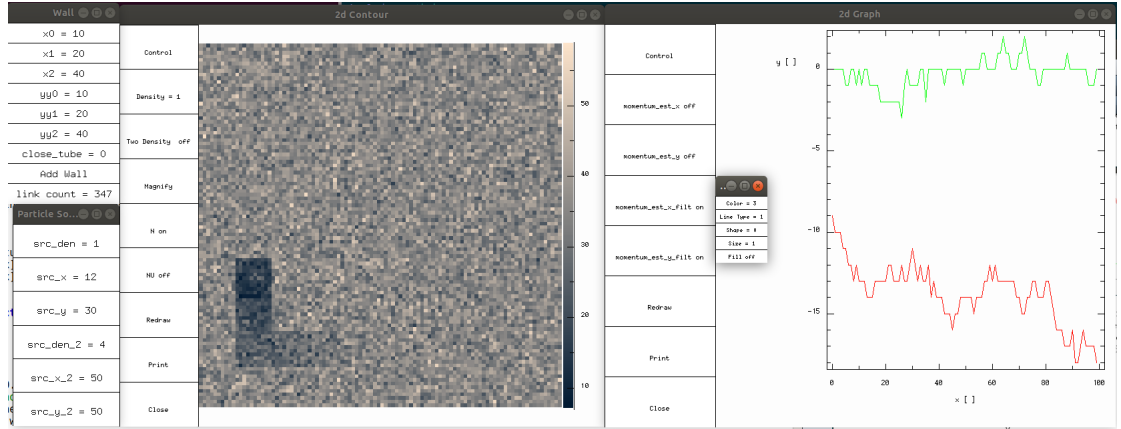 Wall
x0 = 10
x1 = 20
x2 = 40
yy0 = 10
yy1 = 20
yy2 = 40
close_tube = 0
Add Wall
link count = 347
Particle So...
src_den = 1
src_x = 12
src_y = 30
src_den_2 = 4
src_x_2 = 50
src_y_2 = 50
2d Contour
Control
Density = 1
Two Density off
Magnify
N on
NU off
Redraw
Print
Close
50
40
30
20
10
2d Graph
Control
momentum_est_x off
momentum_est_y off
momentum_est_x_filt on
momentum_est_y_filt on
Redraw
Print
Close
..
Color = 3
Line Type = 1
Shape = 0
Size = 1
Fill off
y [ ]
0
-5
-10
-15
0 20 40 60 80 100
x [ ]